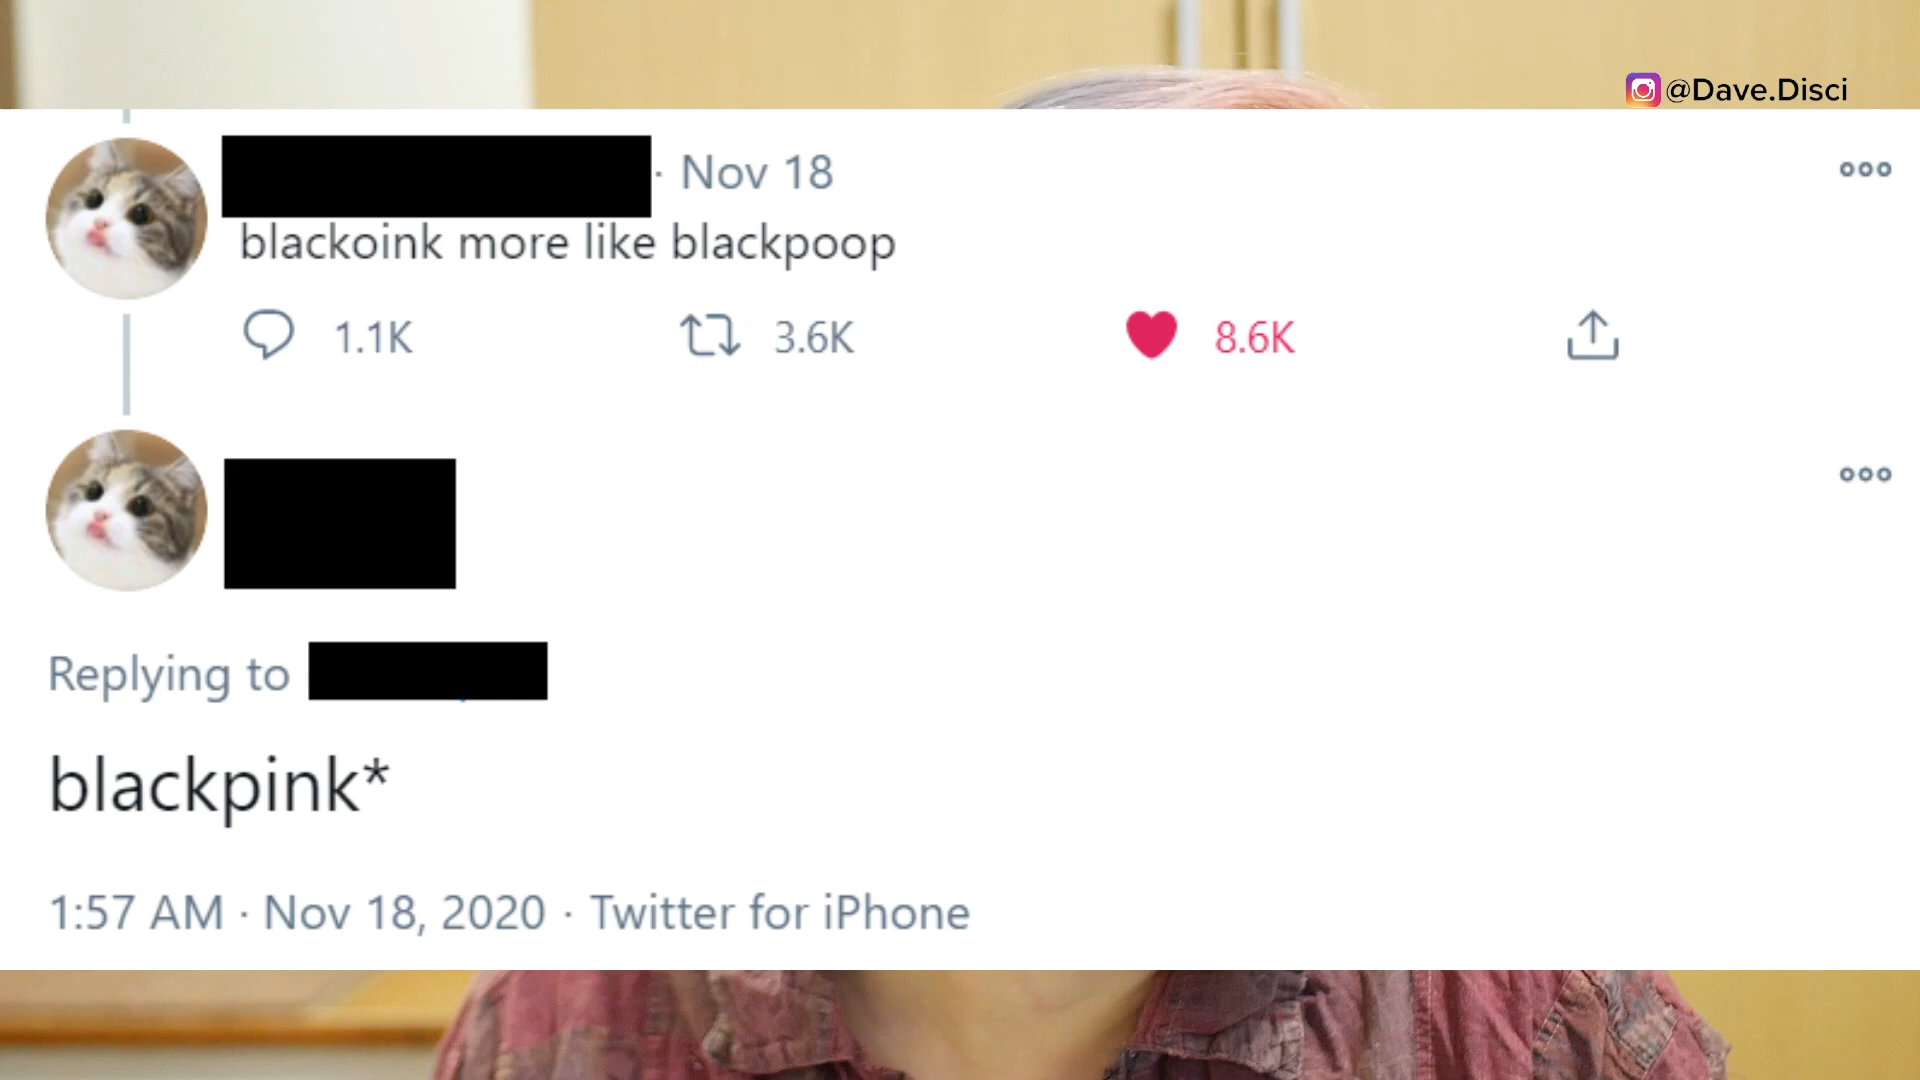 @Dave.Disci
· Nov 18
blackoink more like blackpoop
1.1K 3.6K 8.6K
Replying to
blackpink*
1:57 AM · Nov 18, 2020 · Twitter for iPhone